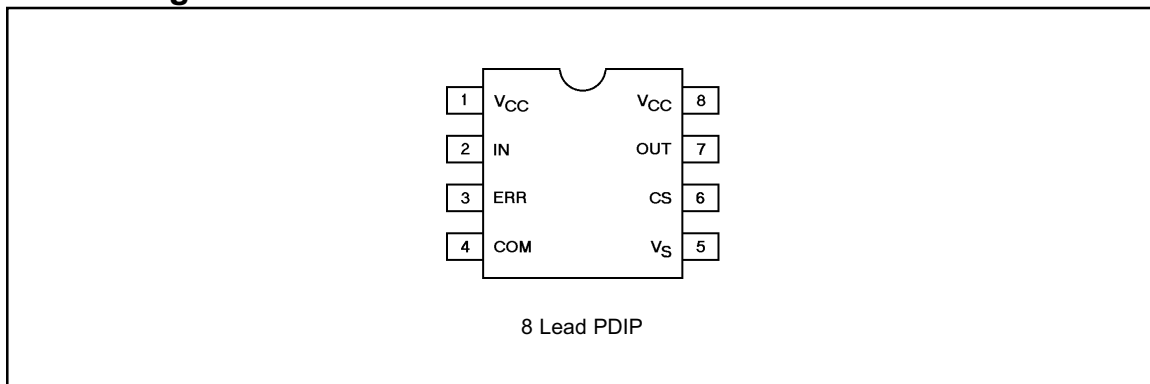 1 VCC VCC 8
2 IN OUT 7
3 ERR CS 6
4 COM VS 5
8 Lead PDIP